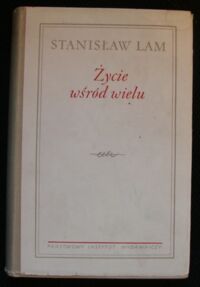 STANISŁAW LAM
Życie
wśród wielu
PAŃSTWOWY INSTYTUT WYDAWNICZY